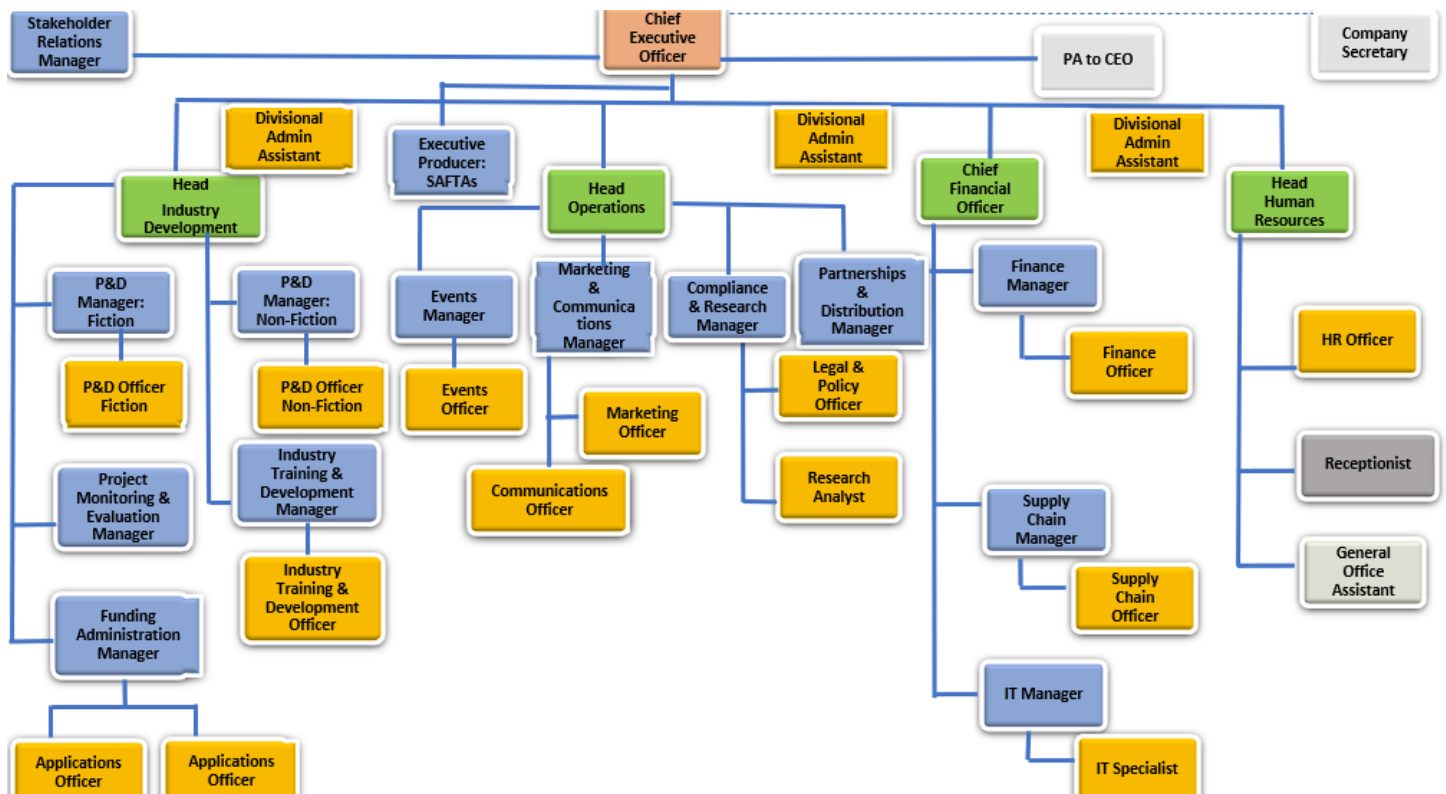 Stakeholder
Relations
Manager
Chief
Executive
Officer
PA to CEO
Company
Secretary
Divisional
Admin
Assistant
Executive
Producer:
SAFTAs
Divisional
Admin
Assistant
Divisional
Admin
Assistant
Head
Industry
Development
Head
Operations
Chief
Financial
Officer
Head
Human
Resources
P&D
Manager:
Fiction
P&D
Manager:
Non-Fiction
Events
Manager
Marketing
&
Communica
tions
Manager
Compliance
& Research
Manager
Partnerships
&
Distribution
Manager
Finance
Manager
P&D Officer
Fiction
P&D Officer
Non-Fiction
Events
Officer
Marketing
Officer
Legal &
Policy
Officer
Finance
Officer
HR Officer
Project
Monitoring &
Evaluation
Manager
Industry
Training &
Development
Manager
Communications
Officer
Research
Analyst
Supply
Chain
Manager
Receptionist
Industry
Training &
Development
Officer
Supply
Chain
Officer
General
Office
Assistant
Funding
Administration
Manager
IT Manager
Applications
Officer
Applications
Officer
IT Specialist